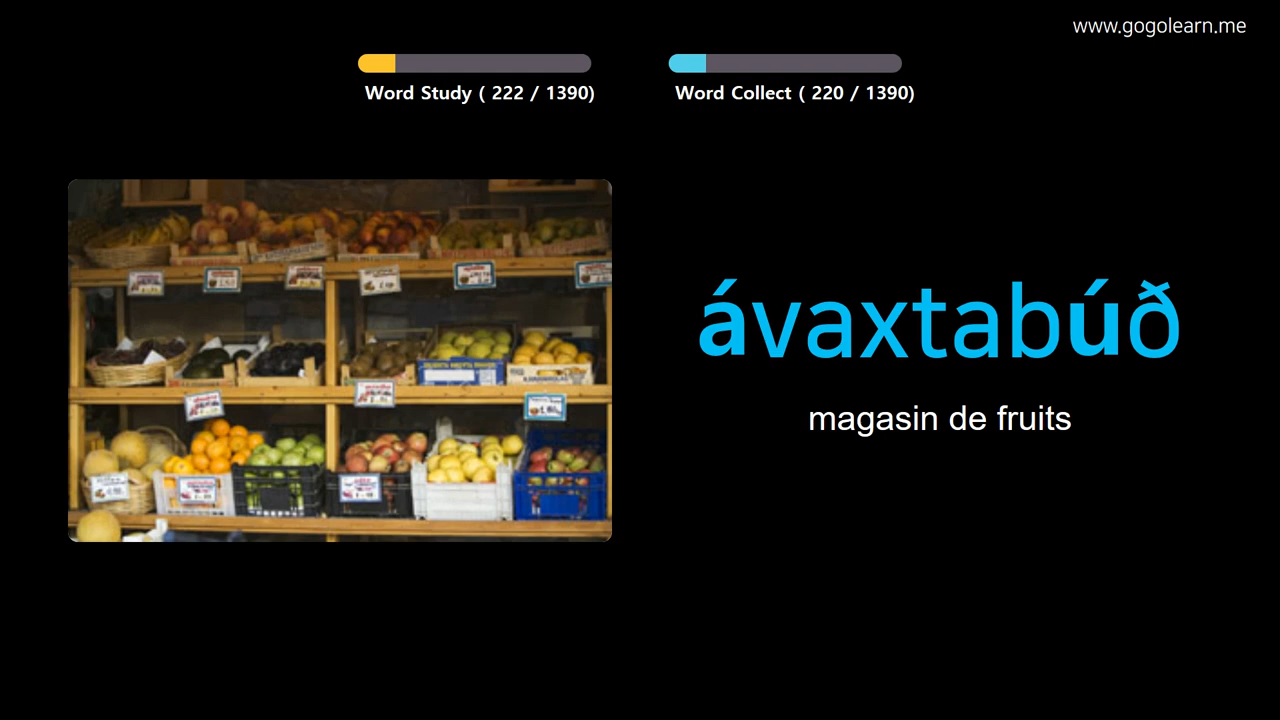 www.gogolearn.me
Word Study ( 222 / 1390)
Word Collect ( 220 / 1390)
ávaxtabúð
magasin de fruits